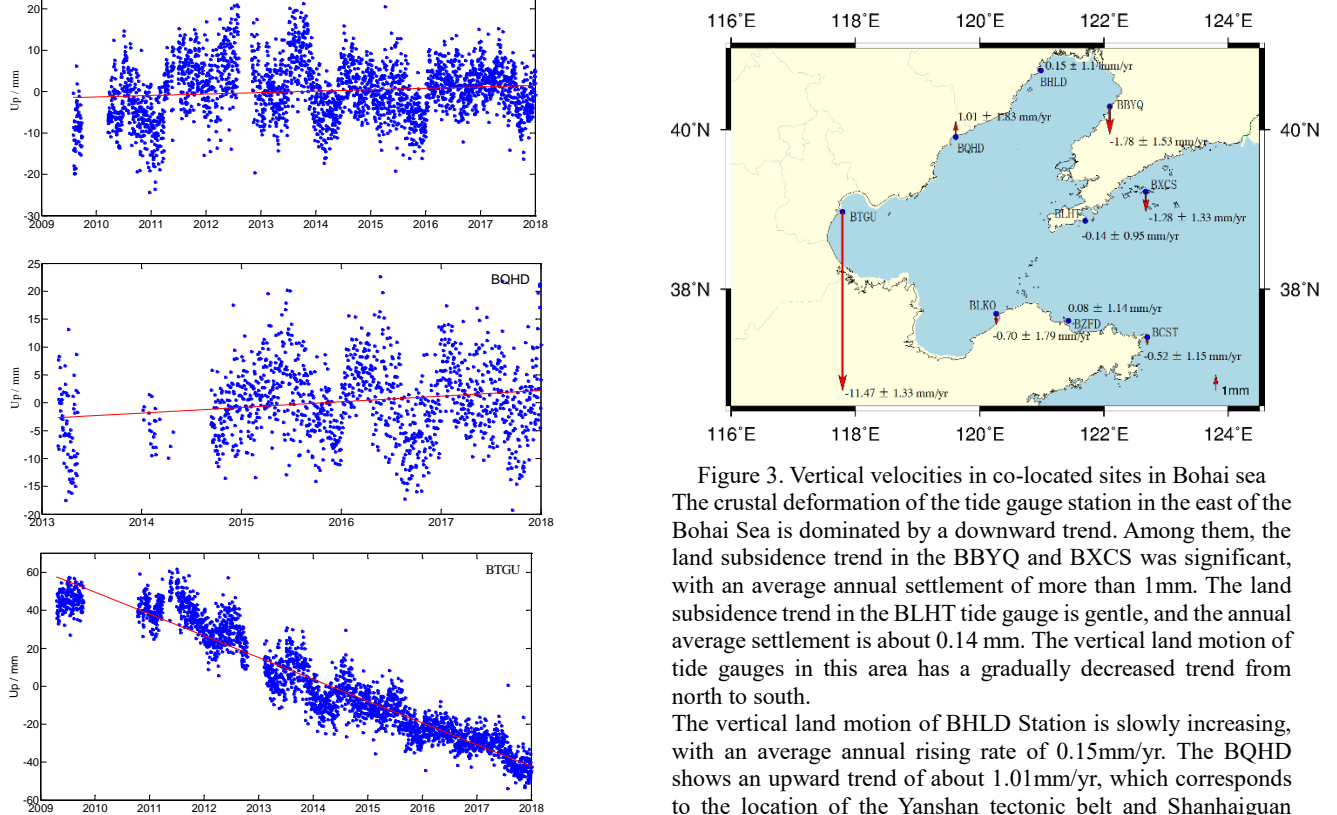 20
10
0
-10
-20
-30
Up / mm
2009 2010 2011 2012 2013 2014 2015 2016 2017 2018
25
20
15
10
5
0
-5
-10
-15
-20
Up / mm
BQHD
2013 2014 2015 2016 2017 2018
60
40
20
0
-20
-40
-60
Up / mm
BTGU
2009 2010 2011 2012 2013 2014 2015 2016 2017 2018
116°E 118°E 120°E 122°E 124°E
40°N 40°N
38°N 38°N
0.15 ± 1.14 mm/yr
BHLD
BBYQ
-1.78 ± 1.53 mm/yr
1.01 ± 1.83 mm/yr
BQHD
BXCS
-1.28 ± 1.33 mm/yr
BTGU
BLHT
-0.14 ± 0.95 mm/yr
BLKO
-0.70 ± 1.79 mm/yr
0.08 ± 1.14 mm/yr
BZFD
BCST
-0.52 ± 1.15 mm/yr
-11.47 ± 1.33 mm/yr
1mm
116°E 118°E 120°E 122°E 124°E
Figure 3. Vertical velocities in co-located sites in Bohai sea
The crustal deformation of the tide gauge station in the east of the
Bohai Sea is dominated by a downward trend. Among them, the
land subsidence trend in the BBYQ and BXCS was significant,
with an average annual settlement of more than 1mm. The land
subsidence trend in the BLHT tide gauge is gentle, and the annual
average settlement is about 0.14 mm. The vertical land motion of
tide gauges in this area has a gradually decreased trend from
north to south.
The vertical land motion of BHLD Station is slowly increasing,
with an average annual rising rate of 0.15mm/yr. The BQHD
shows an upward trend of about 1.01mm/yr, which corresponds
to the location of the Yanshan tectonic belt and Shanhaiguan